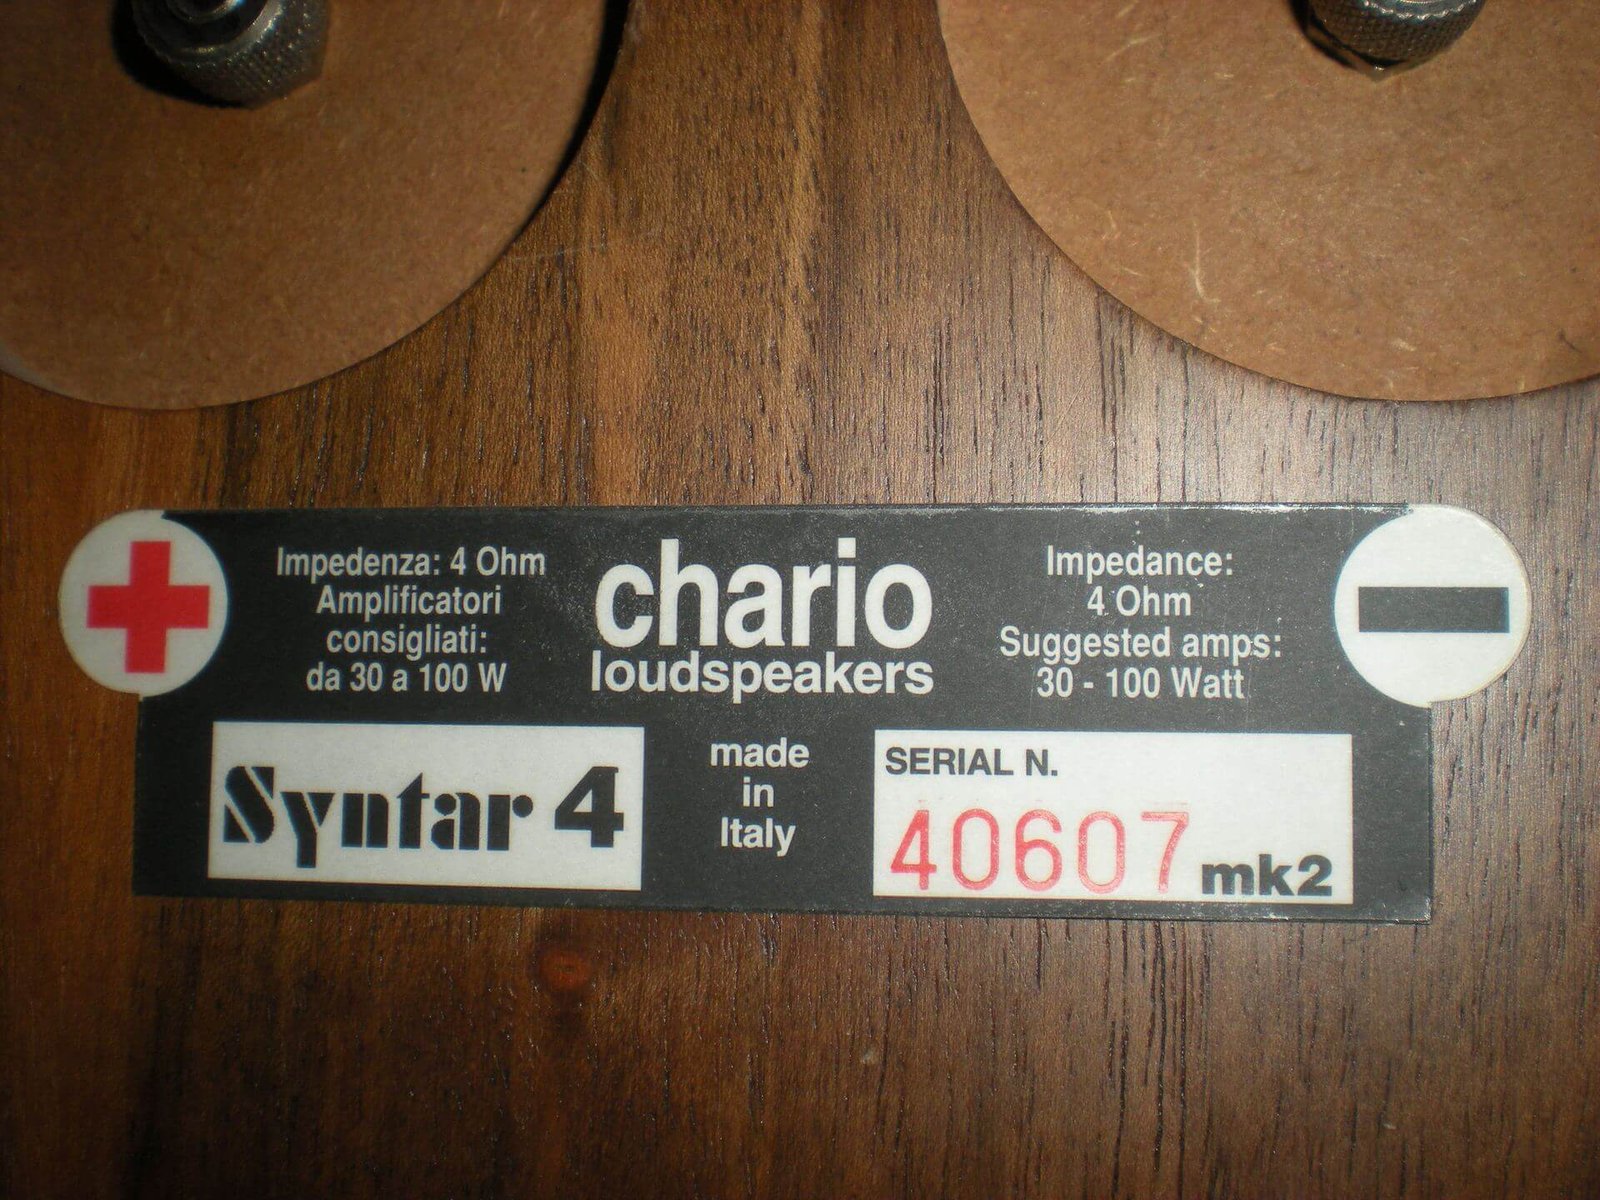 Impedenza: 4 Ohm
Amplificatori
consigliati:
da 30 a 100 W
chario
loudspeakers
Impedance:
4 Ohm
Suggested amps:
30 - 100 Watt
Syntar 4
made
in
Italy
SERIAL N.
40607 mk2